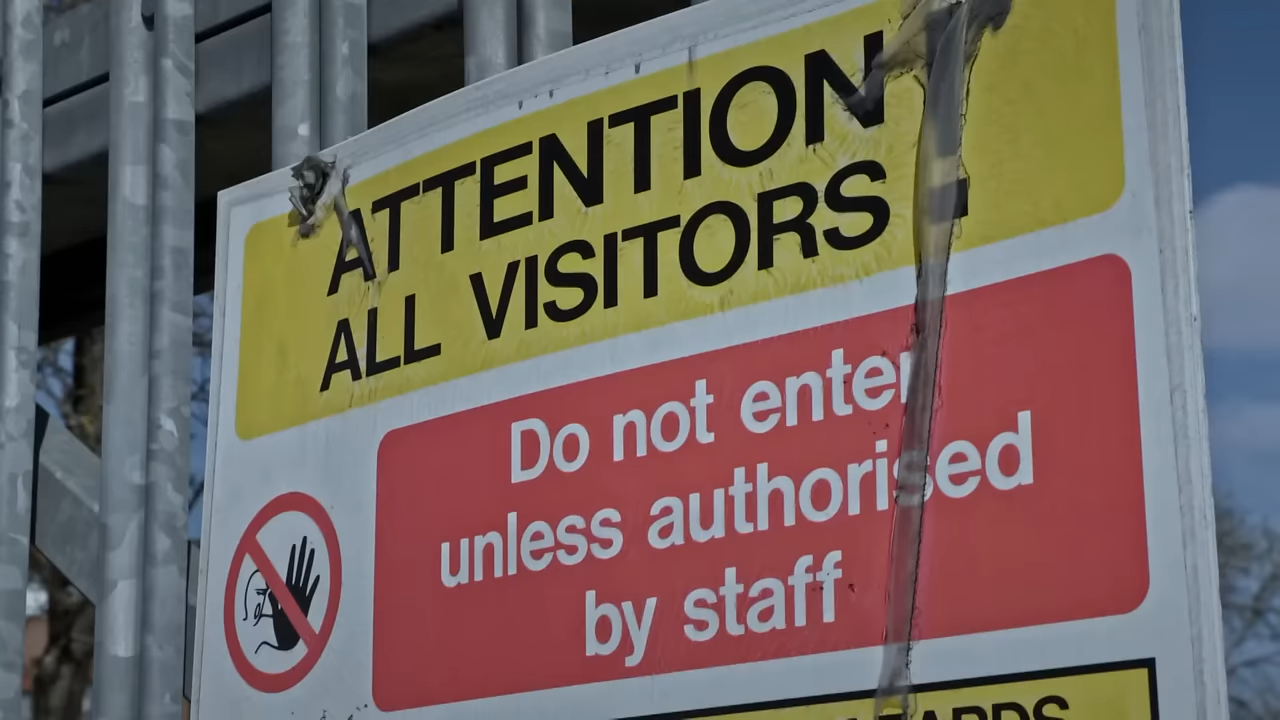 ATTENTION
ALL VISITORS
Do not enter
unless authorised
by staff